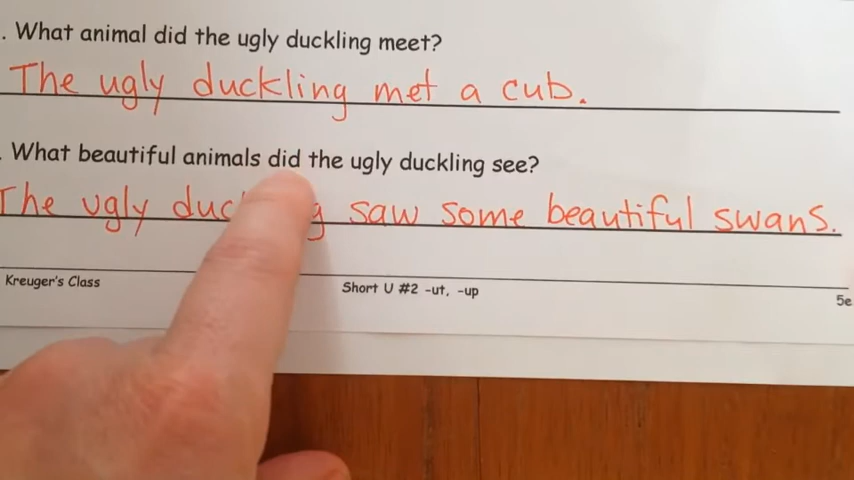 . What animal did the ugly duckling meet?
The ugly duckling met a cub.
. What beautiful animals did the ugly duckling see?
The ugly saw some beautiful swans.
Kreuger's Class Short U #2 -ut, -up 5e